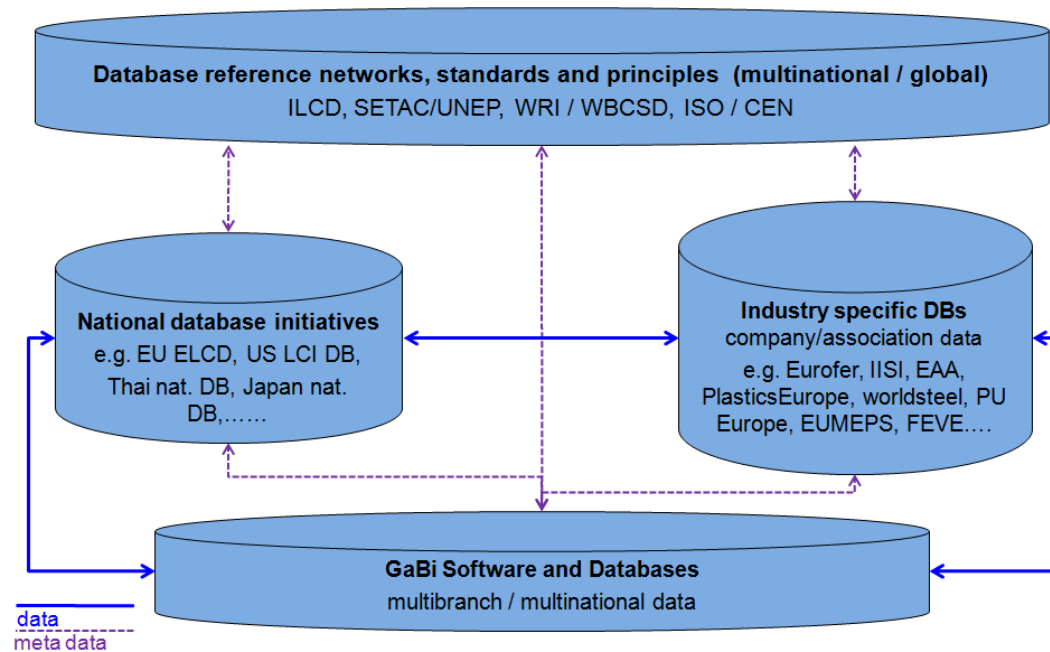 Database reference networks, standards and principles (multinational / global)
ILCD, SETAC/UNEP, WRI / WBCSD, ISO / CEN
National database initiatives
e.g. EU ELCD, US LCI DB,
Thai nat. DB, Japan nat.
DB,……
Industry specific DBs
company/association data
e.g. Eurofer, IISI, EAA,
PlasticsEurope, worldsteel, PU
Europe, EUMEPS, FEVE….
GaBi Software and Databases
multibranch / multinational data
data
meta data